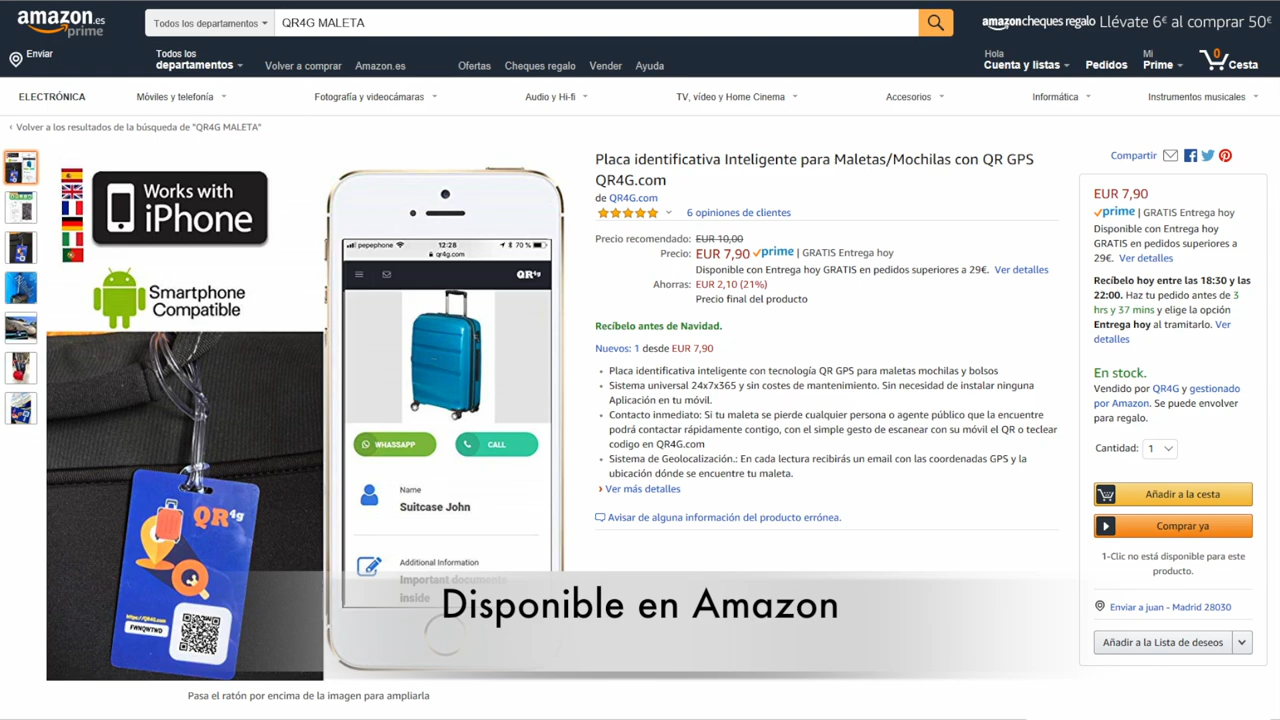 amazon.es
prime
Todos los departamentos
QR4G MALETA
amazon cheques regalo Llévate 6€ al comprar 50€
Enviar
Todos los
departamentos
Volver a comprar
Amazon.es
Ofertas
Cheques regalo
Vender
Ayuda
Hola
Cuenta y listas
Pedidos
Mi
Prime
0
Cesta
ELECTRÓNICA
Móviles y telefonía
Fotografía y videocámaras
Audio y Hi-fi
TV, vídeo y Home Cinema
Accesorios
Informática
Instrumentos musicales
‹ Volver a los resultados de la búsqueda de "QR4G MALETA"
Works with
iPhone
Smartphone
Compatible
pepephone
12:28
70 %
qr4g.com
QR4g
WHASSAPP
CALL
Name
Suitcase John
Additional Information
Important documents
inside
QR4g
https://QR4G.com
FWNQWTWD
Pasa el ratón por encima de la imagen para ampliarla
Placa identificativa Inteligente para Maletas/Mochilas con QR GPS
QR4G.com
de QR4G.com
6 opiniones de clientes
Precio recomendado: EUR 10,00
Precio: EUR 7,90 prime | GRATIS Entrega hoy
Disponible con Entrega hoy GRATIS en pedidos superiores a 29€. Ver detalles
Ahorras: EUR 2,10 (21%)
Precio final del producto
Recíbelo antes de Navidad.
Nuevos: 1 desde EUR 7,90
Placa identificativa inteligente con tecnología QR GPS para maletas mochilas y bolsos
Sistema universal 24x7x365 y sin costes de mantenimiento. Sin necesidad de instalar ninguna
Aplicación en tu móvil.
Contacto inmediato: Si tu maleta se pierde cualquier persona o agente público que la encuentre
podrá contactar rápidamente contigo, con el simple gesto de escanear con su móvil el QR o teclear
codigo en QR4G.com
Sistema de Geolocalización.: En cada lectura recibirás un email con las coordenadas GPS y la
ubicación dónde se encuentre tu maleta.
› Ver más detalles
Avisar de alguna información del producto errónea.
Disponible en Amazon
Compartir
EUR 7,90
prime | GRATIS Entrega hoy
Disponible con Entrega hoy
GRATIS en pedidos superiores a
29€. Ver detalles
Recíbelo hoy entre las 18:30 y las
22:00. Haz tu pedido antes de 3
hrs y 37 mins y elige la opción
Entrega hoy al tramitarlo. Ver
detalles
En stock.
Vendido por QR4G y gestionado
por Amazon. Se puede envolver
para regalo.
Cantidad: 1
Añadir a la cesta
Comprar ya
1-Clic no está disponible para este
producto.
Enviar a juan - Madrid 28030
Añadir a la Lista de deseos